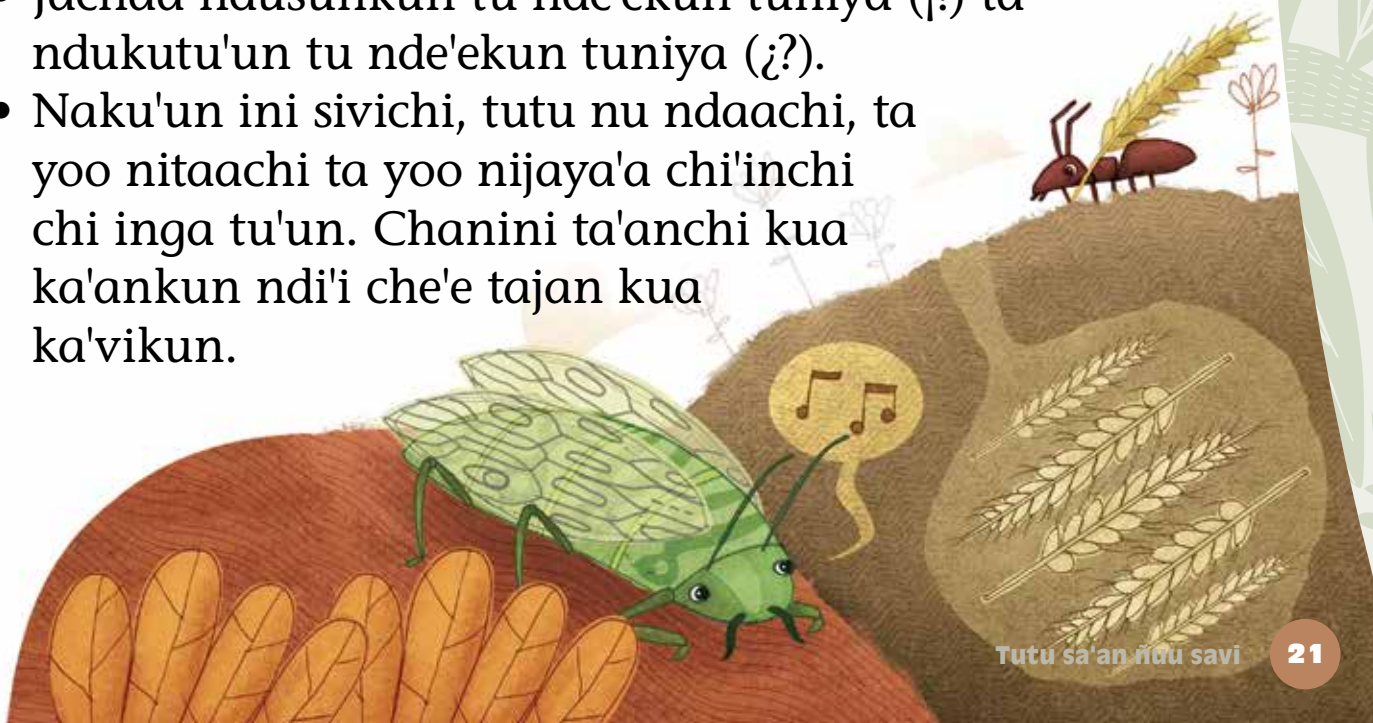 ndukutu'un tu nde'ekun tuniya (¿?).
• Naku'un ini sivichi, tutu nu ndaachi, ta
yoo nitaachi ta yoo nijaya'a chi'inchi
chi inga tu'un. Chanini ta'anchi kua
ka'ankun ndi'i che'e tajan kua
ka'vikun.
Tutu sa'an ñuu savi 21